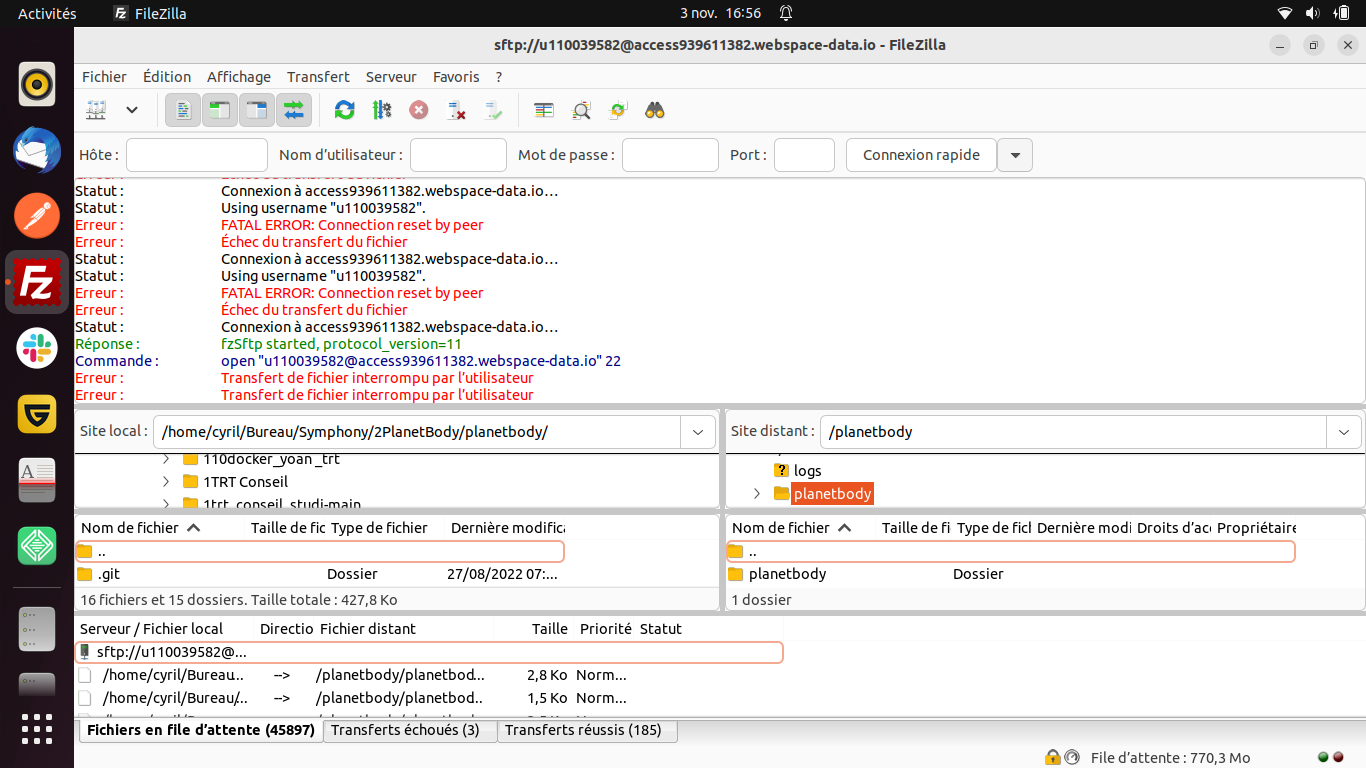 Activités FileZilla 3 nov. 16:56
sftp://u110039582@access939611382.webspace-data.io - FileZilla
Fichier Édition Affichage Transfert Serveur Favoris ?
Hôte : Nom d'utilisateur : Mot de passe : Port : Connexion rapide
Statut : Connexion à access939611382.webspace-data.io…
Statut : Using username "u110039582".
Erreur : FATAL ERROR: Connection reset by peer
Erreur : Échec du transfert du fichier
Statut : Connexion à access939611382.webspace-data.io…
Statut : Using username "u110039582".
Erreur : FATAL ERROR: Connection reset by peer
Erreur : Échec du transfert du fichier
Statut : Connexion à access939611382.webspace-data.io…
Réponse : fzSftp started, protocol_version=11
Commande : open "u110039582@access939611382.webspace-data.io" 22
Erreur : Transfert de fichier interrompu par l'utilisateur
Erreur : Transfert de fichier interrompu par l'utilisateur
Site local : /home/cyril/Bureau/Symphony/2PlanetBody/planetbody/
110docker_yoan _trt
1TRT Conseil
1trt_conseil_studi-main
Nom de fichier Taille de fic Type de fichier Dernière modifica
..
.git Dossier 27/08/2022 07:...
16 fichiers et 15 dossiers. Taille totale : 427,8 Ko
Site distant : /planetbody
logs
planetbody
Nom de fichier Taille de fi Type de fich Dernière modi Droits d'acc Propriétaire
..
planetbody Dossier
1 dossier
Serveur / Fichier local Directio Fichier distant Taille Priorité Statut
sftp://u110039582@...
/home/cyril/Bureau... --> /planetbody/planetbod... 2,8 Ko Norm...
/home/cyril/Bureau/... --> /planetbody/planetbod... 1,5 Ko Norm...
Fichiers en file d'attente (45897) Transferts échoués (3) Transferts réussis (185)
File d'attente : 770,3 Mo